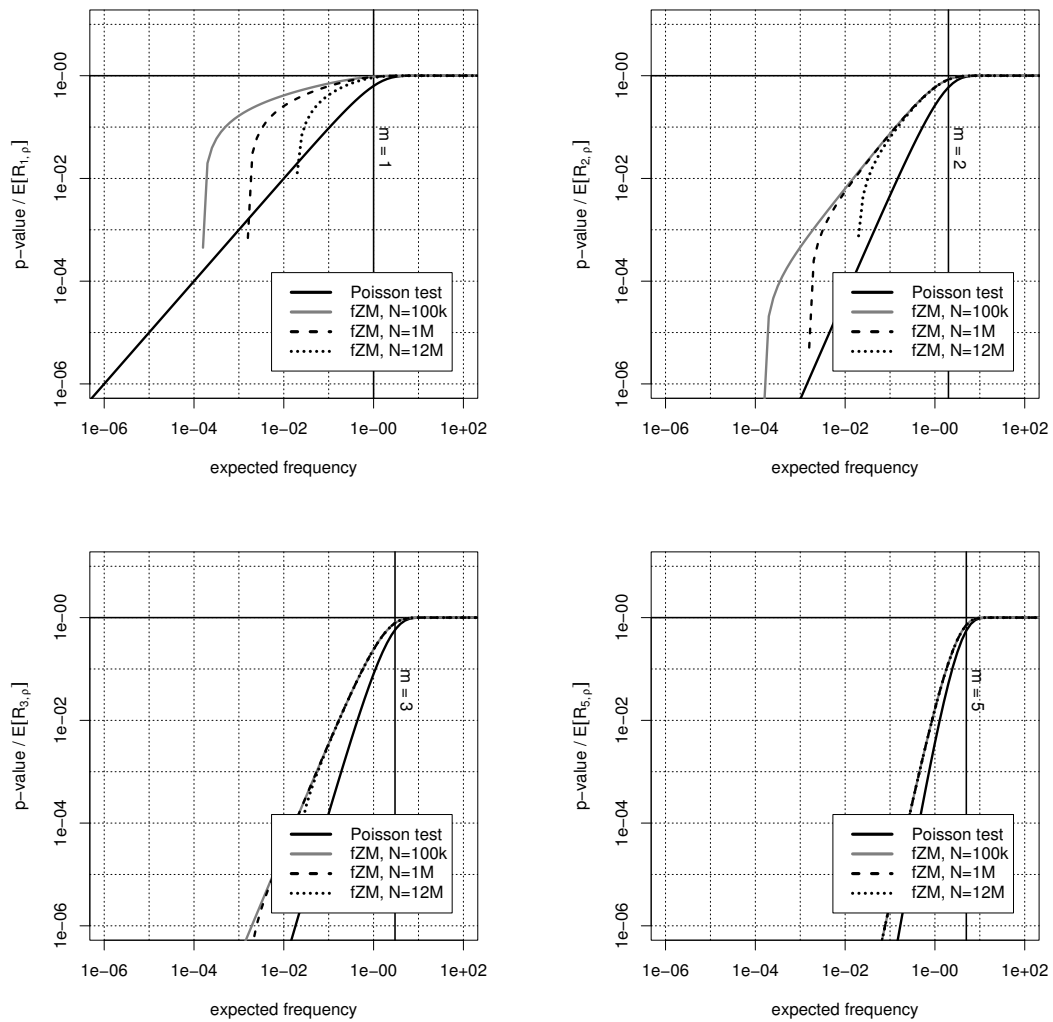 1e−00
1e−02
1e−04
1e−06
p−value / E[R1,ρ]
m = 1
Poisson test
fZM, N=100k
fZM, N=1M
fZM, N=12M
1e−06 1e−04 1e−02 1e−00 1e+02
expected frequency
1e−00
1e−02
1e−04
1e−06
p−value / E[R2,ρ]
m = 2
Poisson test
fZM, N=100k
fZM, N=1M
fZM, N=12M
1e−06 1e−04 1e−02 1e−00 1e+02
expected frequency
1e−00
1e−02
1e−04
1e−06
p−value / E[R3,ρ]
m = 3
Poisson test
fZM, N=100k
fZM, N=1M
fZM, N=12M
1e−06 1e−04 1e−02 1e−00 1e+02
expected frequency
1e−00
1e−02
1e−04
1e−06
p−value / E[R5,ρ]
m = 5
Poisson test
fZM, N=100k
fZM, N=1M
fZM, N=12M
1e−06 1e−04 1e−02 1e−00 1e+02
expected frequency